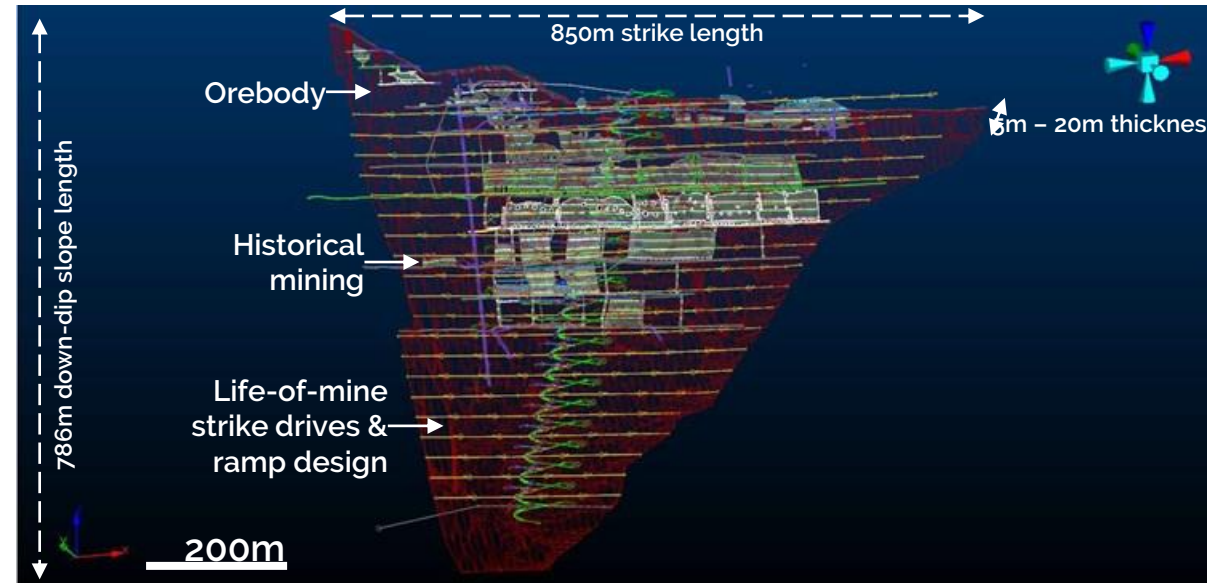 850m strike length
Orebody
5m – 20m thicknes
786m down-dip slope length
Historical
mining
Life-of-mine
strike drives &
ramp design
200m